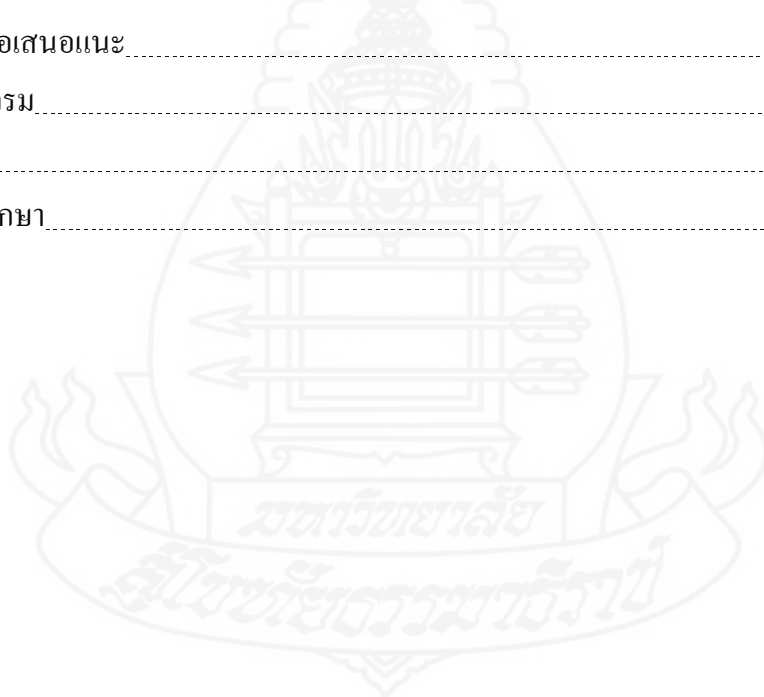 อเสนอแนะ
รรม
กษา
มหาวิทยาลัย
สุโขทัยธรรมาธิราช